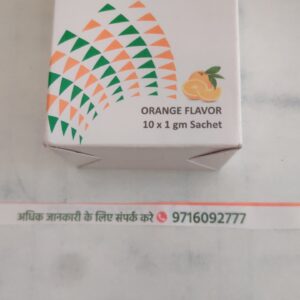 ORANGE FLAVOR
10 x 1 gm Sachet
अधिक जानकारी के लिए संपर्क करे 9716092777